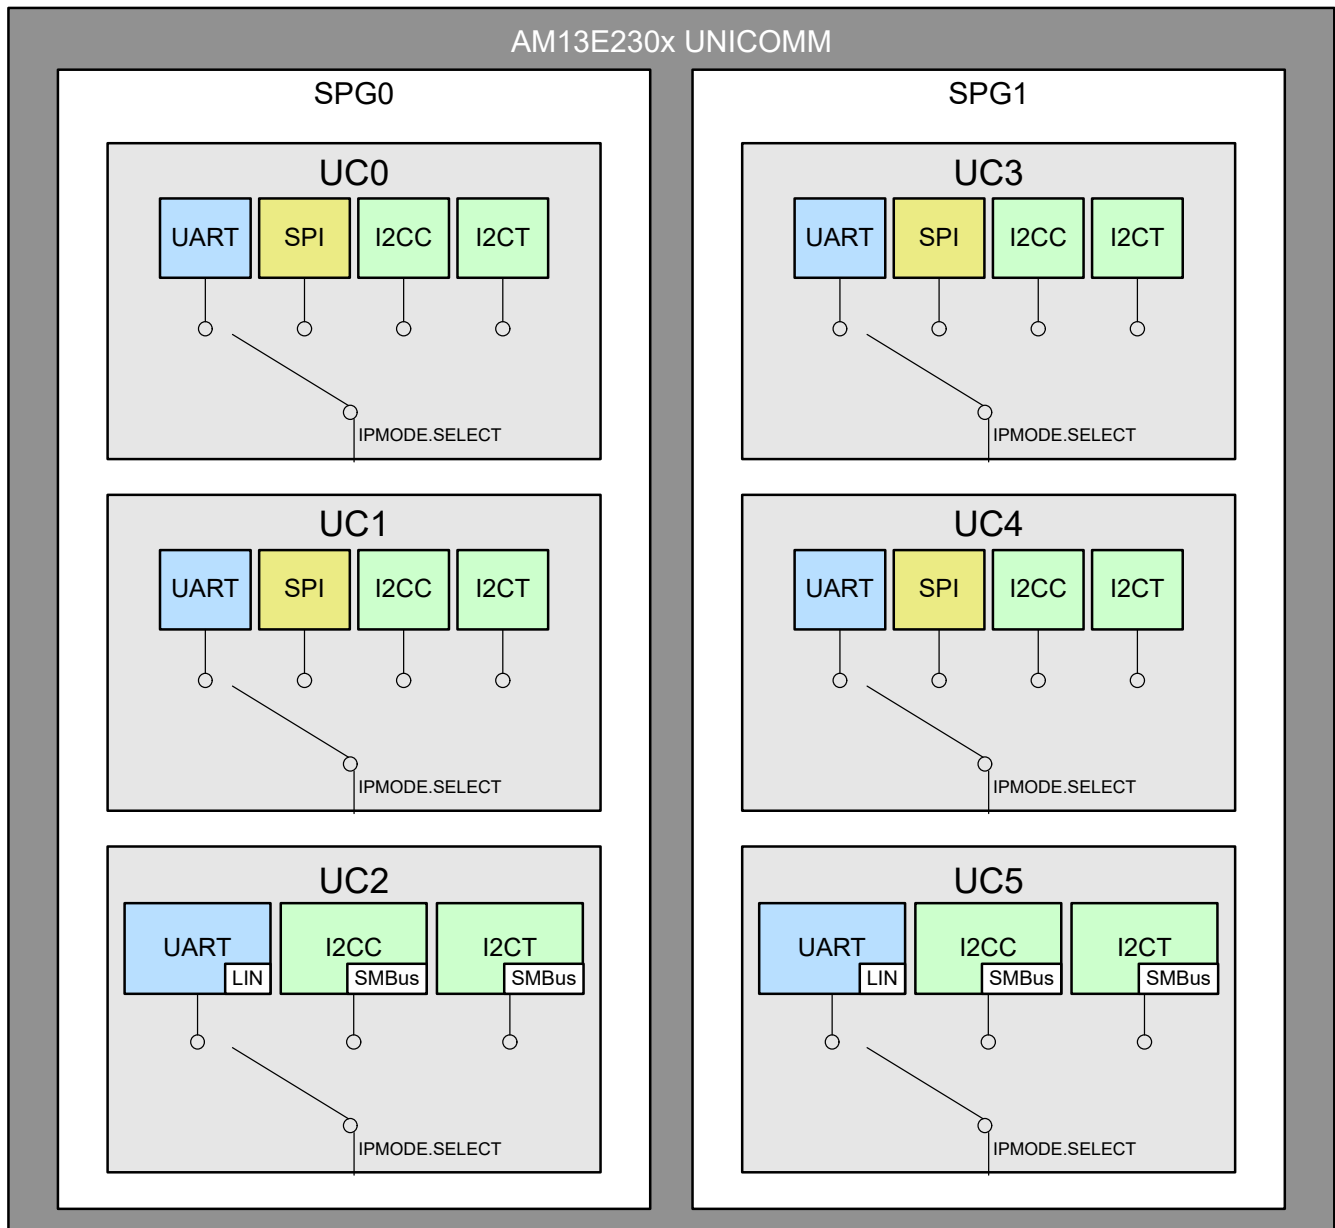 AM13E230x UNICOMM
SPG0
UC0
UART SPI I2CC I2CT
IPMODE.SELECT
UC1
UART SPI I2CC I2CT
IPMODE.SELECT
UC2
UART I2CC I2CT
LIN SMBus SMBus
IPMODE.SELECT
SPG1
UC3
UART SPI I2CC I2CT
IPMODE.SELECT
UC4
UART SPI I2CC I2CT
IPMODE.SELECT
UC5
UART I2CC I2CT
LIN SMBus SMBus
IPMODE.SELECT